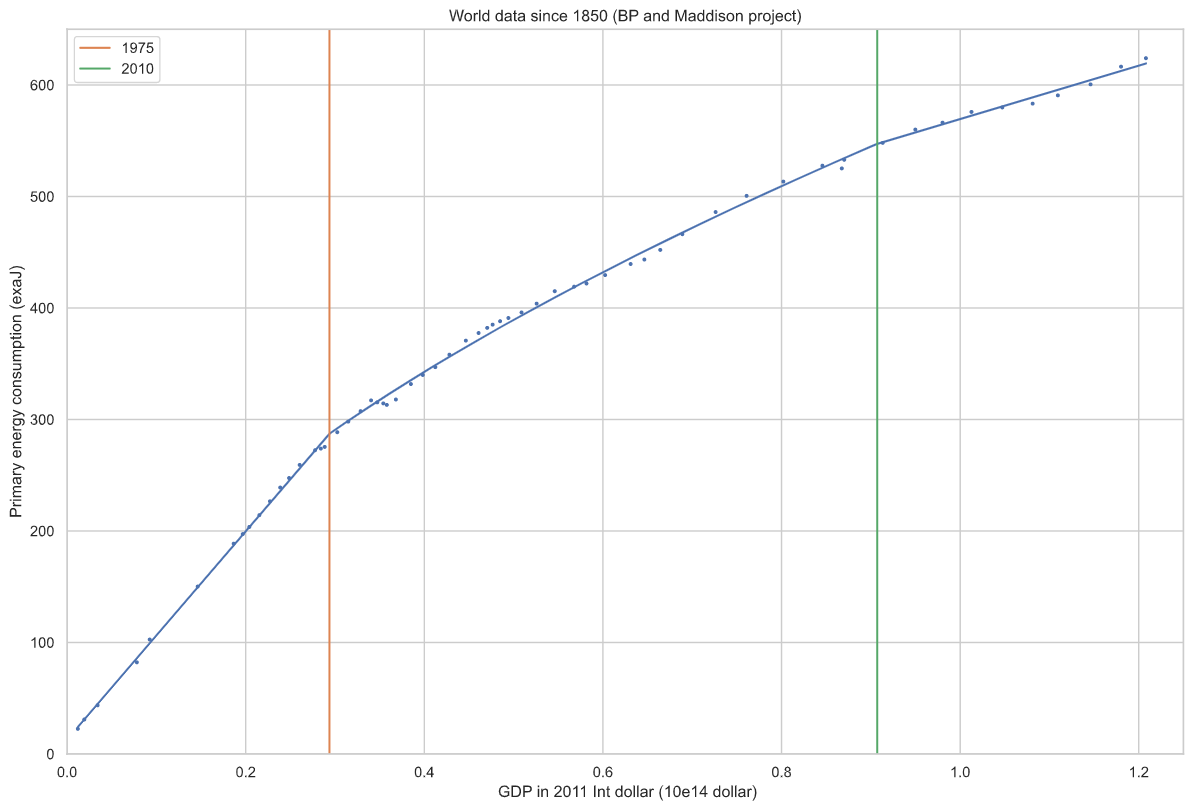 World data since 1850 (BP and Maddison project)
1975
2010
600
500
400
300
200
100
0
Primary energy consumption (exaJ)
0.0 0.2 0.4 0.6 0.8 1.0 1.2
GDP in 2011 Int dollar (10e14 dollar)